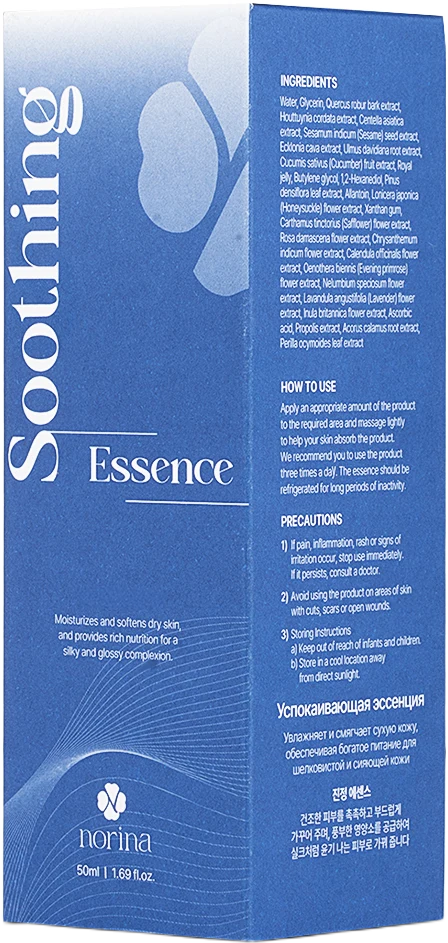 Soothing
Essence
Moisturizes and softens dry skin,
and provides rich nutrition for a
silky and glossy complexion.
norina
50ml | 1.69 fl.oz.
INGREDIENTS
Water, Glycerin, Quercus robur bark extract,
Houttuynia cordata extract, Centella asiatica
extract, Sesamum indicum (Sesame) seed extract,
Ecklonia cava extract, Ulmus davidiana root extract,
Cucumis sativus (Cucumber) fruit extract, Royal
jelly, Butylene glycol, 1,2-Hexanediol, Pinus
densiflora leaf extract, Allantoin, Lonicera japonica
(Honeysuckle) flower extract, Xanthan gum,
Carthamus tinctorius (Safflower) flower extract,
Rosa damascena flower extract, Chrysanthemum
indicum flower extract, Calendula officinalis flower
extract, Oenothera biennis (Evening primrose)
flower extract, Nelumbium speciosum flower
extract, Lavandula angustifolia (Lavender) flower
extract, Inula britannica flower extract, Ascorbic
acid, Propolis extract, Acorus calamus root extract,
Perilla ocymoides leaf extract
HOW TO USE
Apply an appropriate amount of the product
to the required area and massage lightly
to help your skin absorb the product.
We recommend you to use the product
three times a day. The essence should be
refrigerated for long periods of inactivity.
PRECAUTIONS
1) If pain, inflammation, rash or signs of
irritation occur, stop use immediately.
If it persists, consult a doctor.
2) Avoid using the product on areas of skin
with cuts, scars or open wounds.
3) Storing Instructions
a) Keep out of reach of infants and children.
b) Store in a cool location away
from direct sunlight.
Успокаивающая эссенция
Увлажняет и смягчает сухую кожу,
обеспечивая богатое питание для
шелковистой и сияющей кожи
진정 에센스
건조한 피부를 촉촉하고 부드럽게
가꾸어 주며, 풍부한 영양소를 공급하여
실크처럼 윤기 나는 피부로 가꿔 줍니다